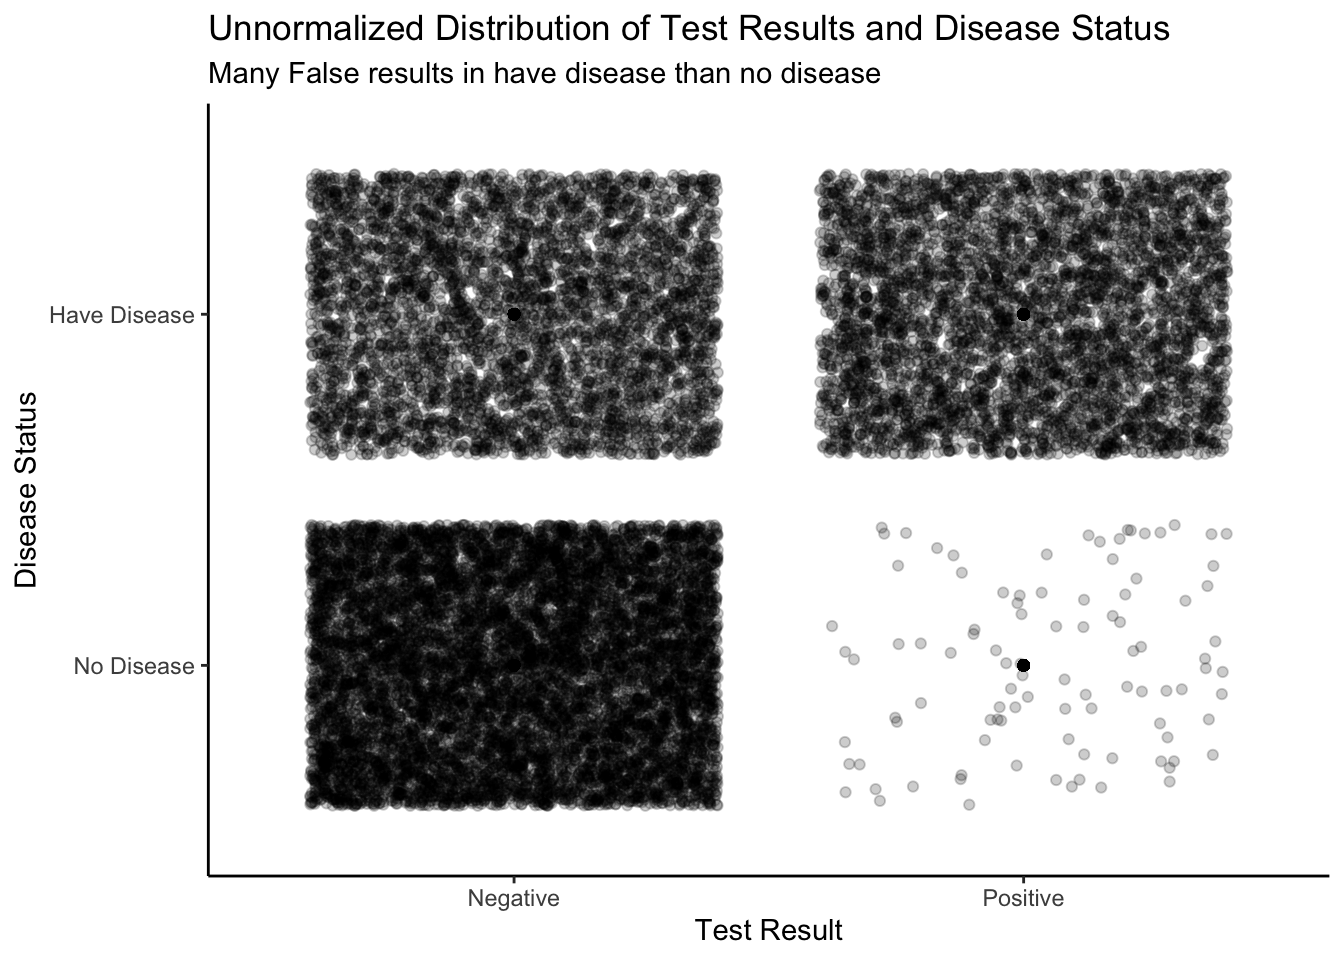 Unnormalized Distribution of Test Results and Disease Status
Many False results in have disease than no disease
Disease Status
Have Disease
No Disease
Negative
Positive
Test Result